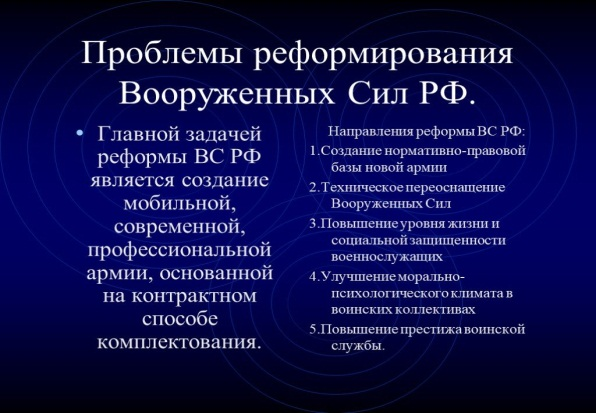 Проблемы реформирования
Вооруженных Сил РФ.
• Главной задачей
реформы ВС РФ
является создание
мобильной,
современной,
профессиональной
армии, основанной
на контрактном
способе
комплектования.
Направления реформы ВС РФ:
1.Создание нормативно-правовой
базы новой армии
2.Техническое переоснащение
Вооруженных Сил
3.Повышение уровня жизни и
социальной защищенности
военнослужащих
4.Улучшение морально-
психологического климата в
воинских коллективах
5.Повышение престижа воинской
службы.